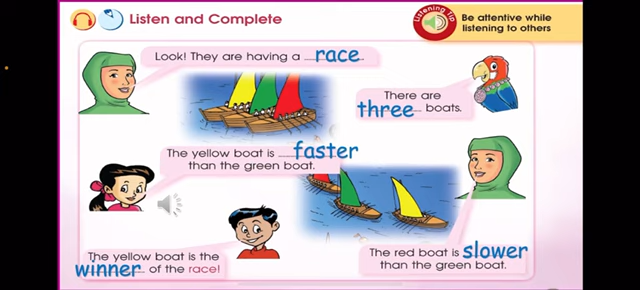 Listen and Complete
Listening Tip
Be attentive while
listening to others
Look! They are having a race
There are
three boats.
The yellow boat is faster
than the green boat.
The yellow boat is the
winner of the race!
The red boat is slower
than the green boat.